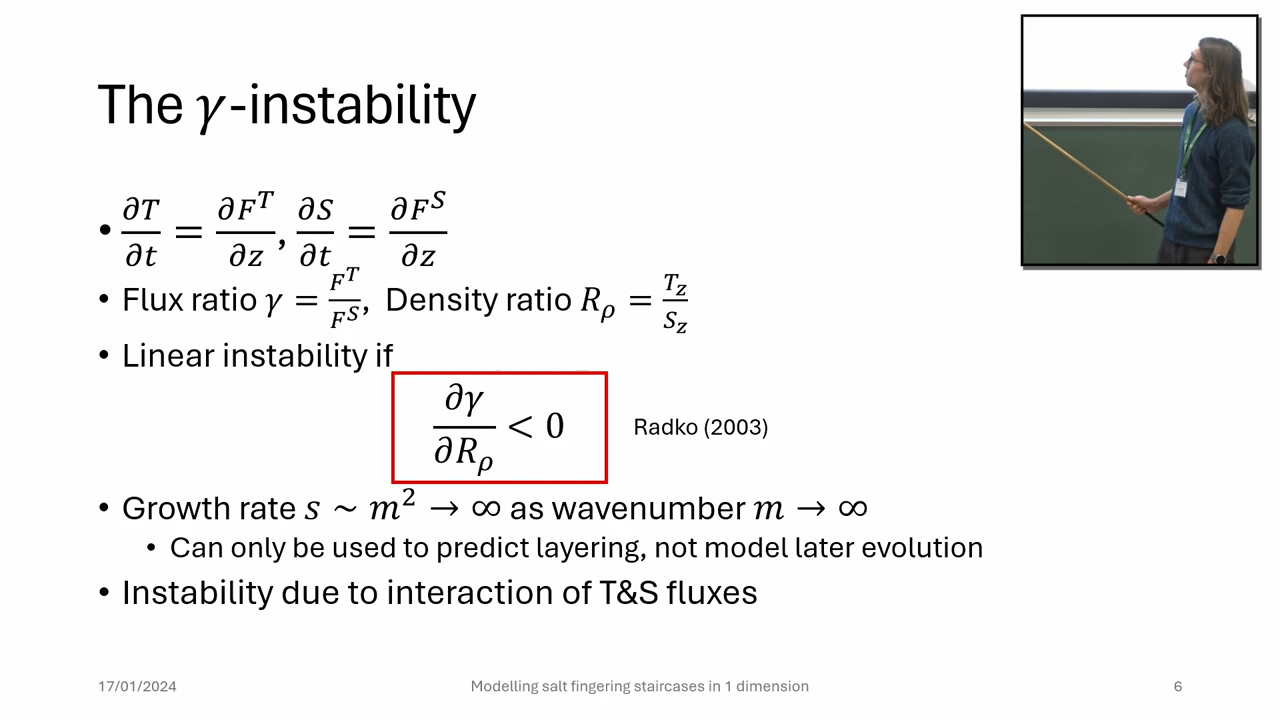 The γ-instability
• ∂T/∂t = ∂F^T/∂z, ∂S/∂t = ∂F^S/∂z
• Flux ratio γ = F^T/F^S, Density ratio R_ρ = T_z/S_z
• Linear instability if
∂γ/∂R_ρ < 0 Radko (2003)
• Growth rate s ~ m² → ∞ as wavenumber m → ∞
• Can only be used to predict layering, not model later evolution
• Instability due to interaction of T&S fluxes
17/01/2024 Modelling salt fingering staircases in 1 dimension 6